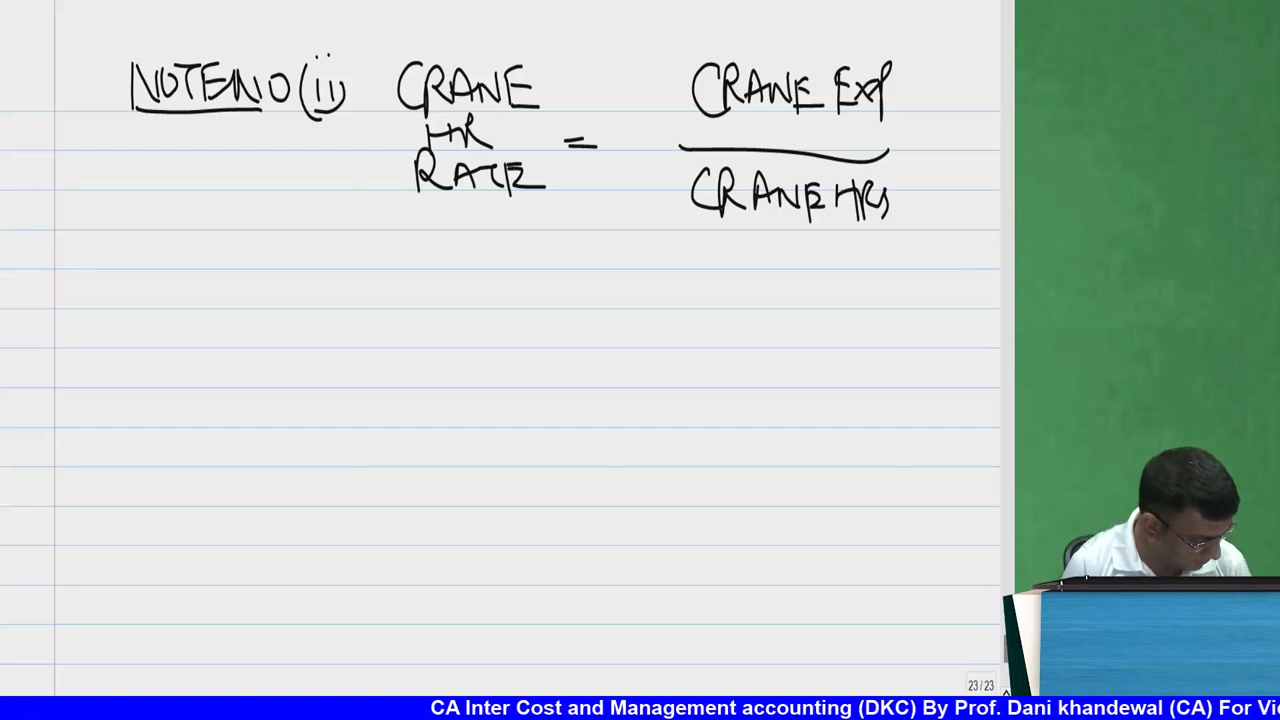 NOTE NO (ii) CRANE HR RATE = CRANE EXP
CRANE HRS
23/23
CA Inter Cost and Management accounting (DKC) By Prof. Dani khandewal (CA) For Vi